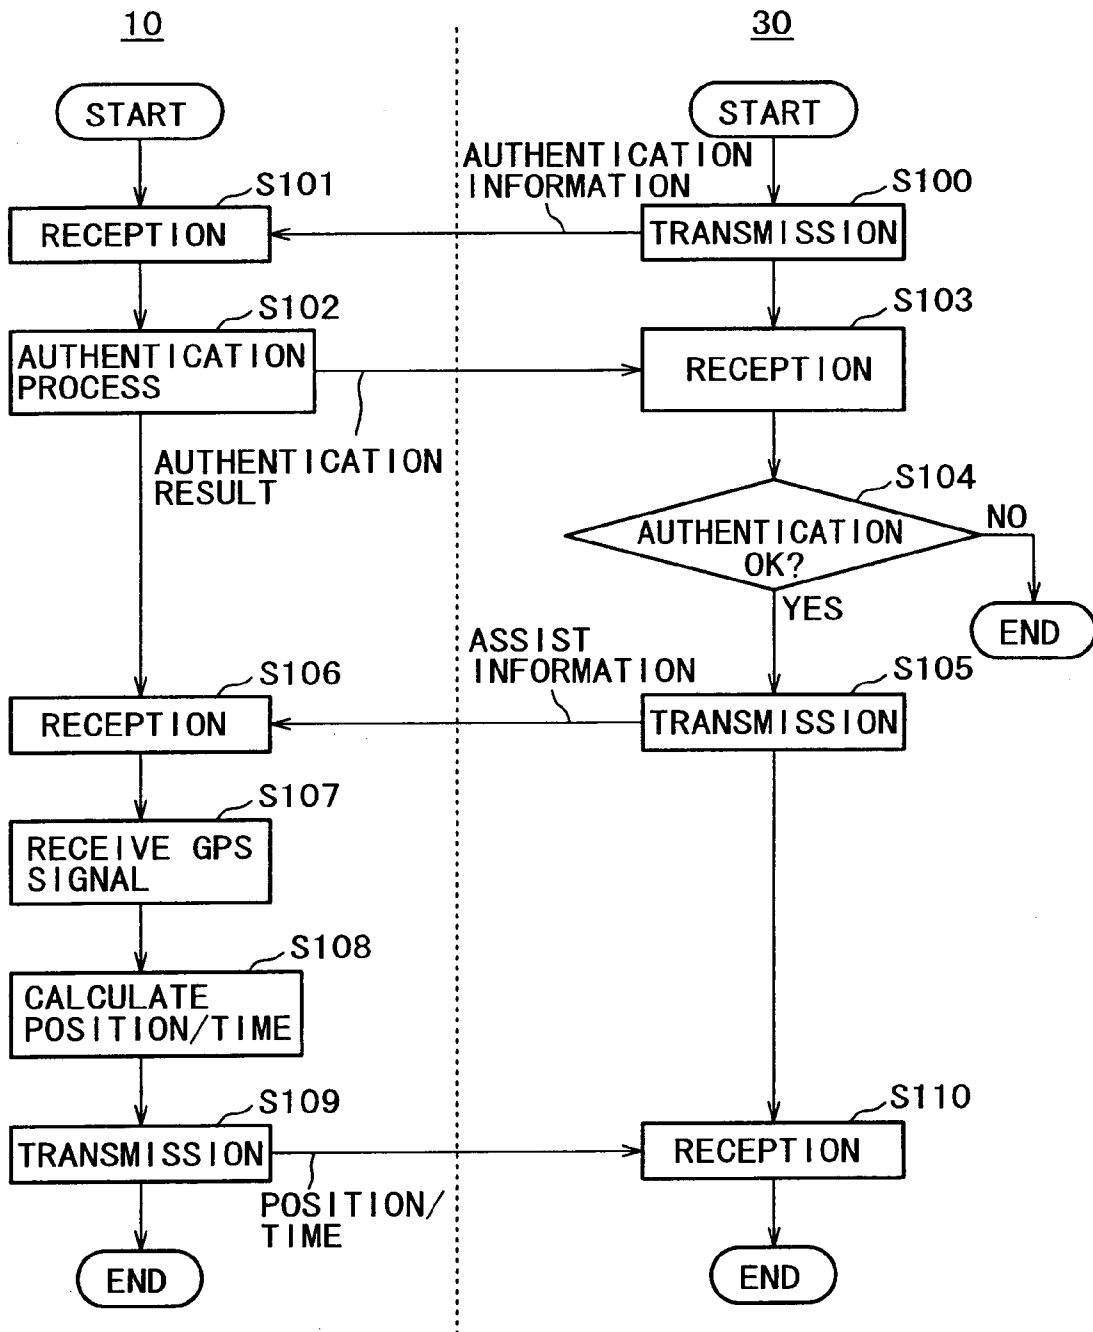 10
30
START
START
AUTHENTICATION
INFORMATION
S101
S100
RECEPTION
TRANSMISSION
S102
S103
AUTHENTICATION
PROCESS
RECEPTION
AUTHENTICATION
RESULT
S104
AUTHENTICATION
OK?
NO
YES
END
ASSIST
INFORMATION
S106
S105
RECEPTION
TRANSMISSION
S107
RECEIVE GPS
SIGNAL
S108
CALCULATE
POSITION/TIME
S109
S110
TRANSMISSION
RECEPTION
POSITION/
TIME
END
END